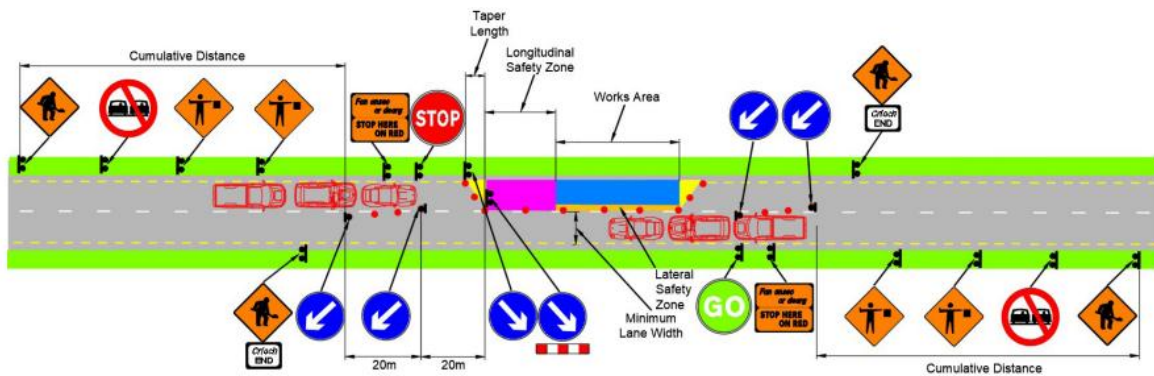 Taper
Length
Longitudinal
Safety Zone
Cumulative Distance
Works Area
Críoch
END
Fan anseo
ar dearg
STOP HERE
ON RED
STOP
Lateral
Safety
Zone
Minimum
Lane Width
GO
Fan anseo
ar dearg
STOP HERE
ON RED
Críoch
END
20m
20m
Cumulative Distance